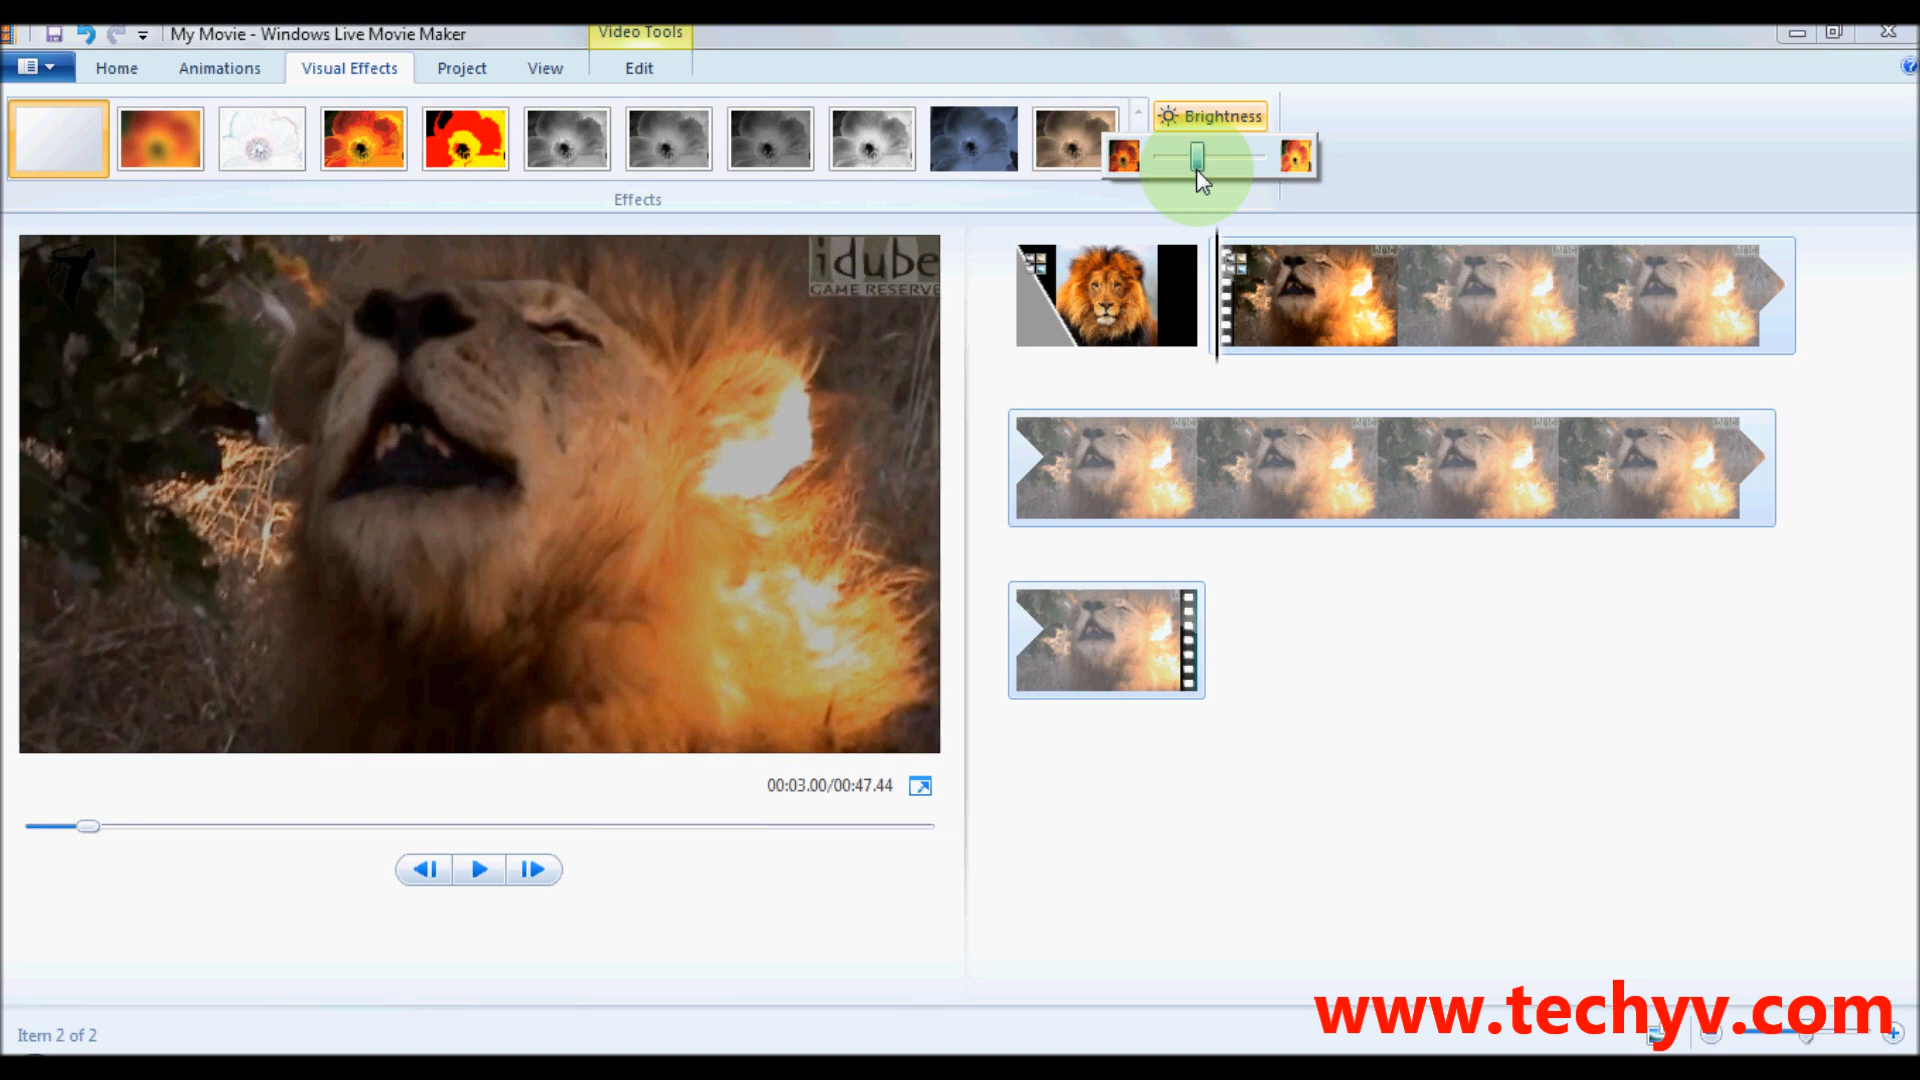 My Movie - Windows Live Movie Maker
Video Tools
Home
Animations
Visual Effects
Project
View
Edit
Brightness
Effects
idube
GAME RESERVE
00:03.00/00:47.44
Item 2 of 2
www.techyv.com